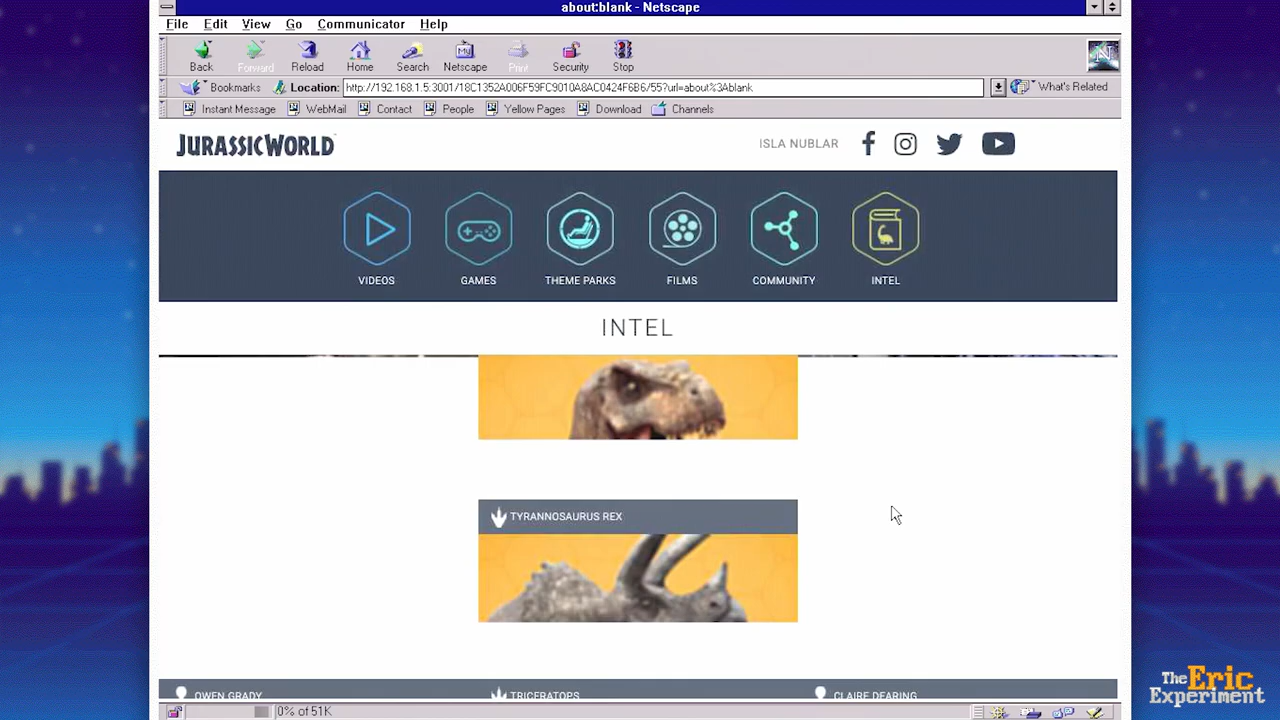 about:blank - Netscape
File Edit View Go Communicator Help
Back Forward Reload Home Search Netscape Print Security Stop
Bookmarks Location: http://192.168.1.5:3001/18C1352A006F59FC9010A8AC0424F6B6/55?url=about%3Ablank What's Related
Instant Message WebMail Contact People Yellow Pages Download Channels
JURASSIC WORLD
ISLA NUBLAR
VIDEOS GAMES THEME PARKS FILMS COMMUNITY INTEL
INTEL
TYRANNOSAURUS REX
OWEN GRADY TRICERATOPS CLAIRE DEARING
0% of 51K
The Eric
Experiment